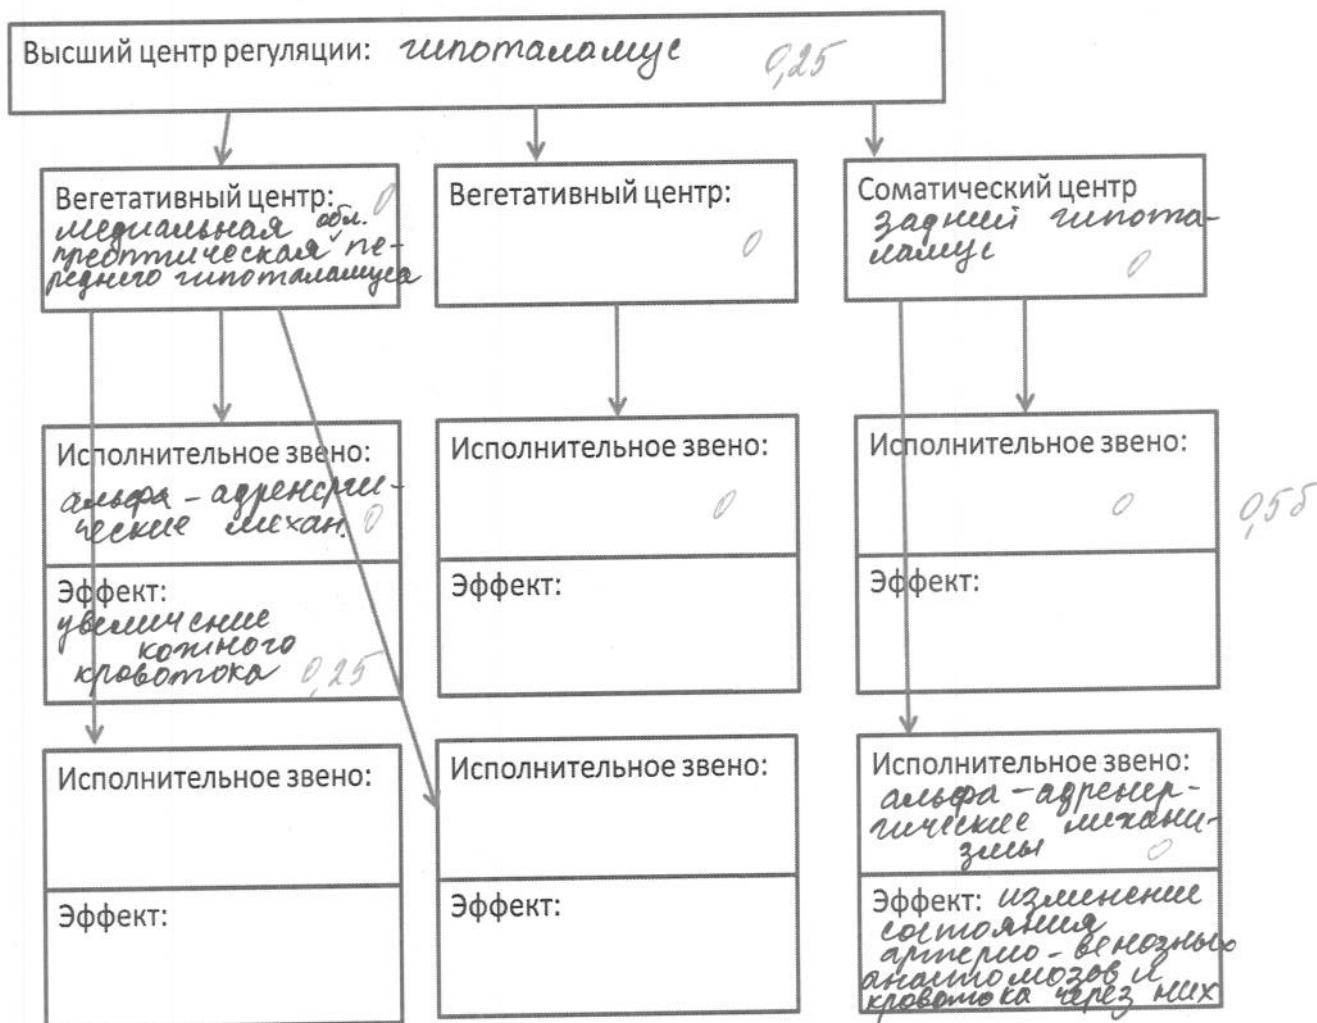 Высший центр регуляции: гипоталамус 0,25
Вегетативный центр: 0
медиальная обл.
преоптическая пе-
реднего гипоталамуса
Вегетативный центр:
0
Соматический центр
задний гипота-
ламус 0
Исполнительное звено:
альфа-адренерги-
ческие механ. 0
Эффект:
увеличение
кожного
кровотока 0,25
Исполнительное звено:
0
Эффект:
Исполнительное звено:
0
0,5б
Эффект:
Исполнительное звено:
Эффект:
Исполнительное звено:
Эффект:
Исполнительное звено:
альфа-адренер-
гические механи-
змы 0
Эффект: изменение
состояния
артерио-венозных
анастомозов и
кровотока через них